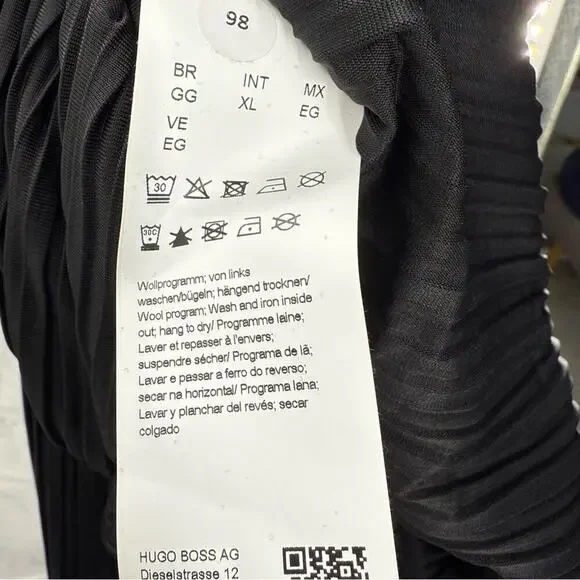 98
BR INT MX
GG XL EG
VE
EG
30
30C
Wollprogramm; von links
waschen/bügeln; hängend trocknen/
Wool program; Wash and iron inside
out; hang to dry/ Programme laine;
Laver et repasser à l'envers;
suspendre sécher/ Programa de lã;
Lavar e passar a ferro do reverso;
secar na horizontal/ Programa lana;
Lavar y planchar del revés; secar
colgado
HUGO BOSS AG
Dieselstrasse 12